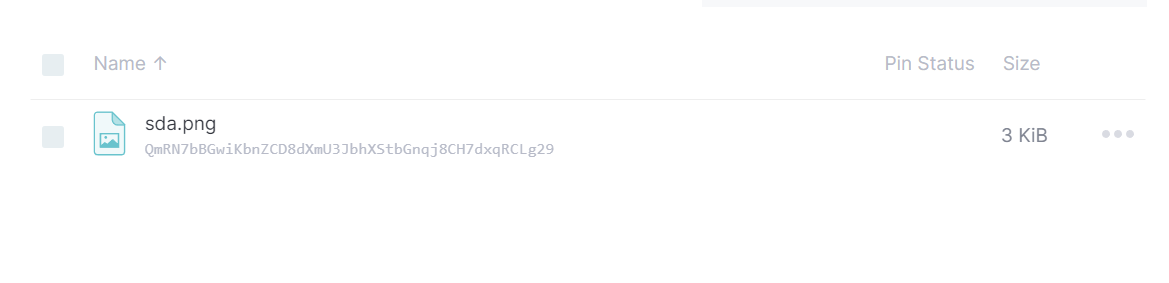 Name ↑ Pin Status Size
sda.png
QmRN7bBGwiKbnZCD8dXmU3JbhXStbGnqj8CH7dxqRCLg29
3 KiB